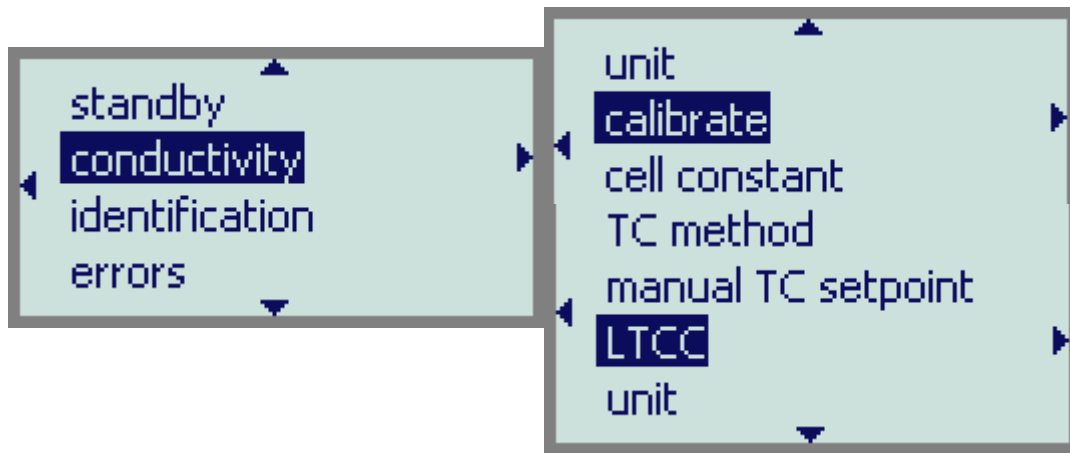 standby
conductivity
identification
errors
unit
calibrate
cell constant
TC method
manual TC setpoint
LTCC
unit